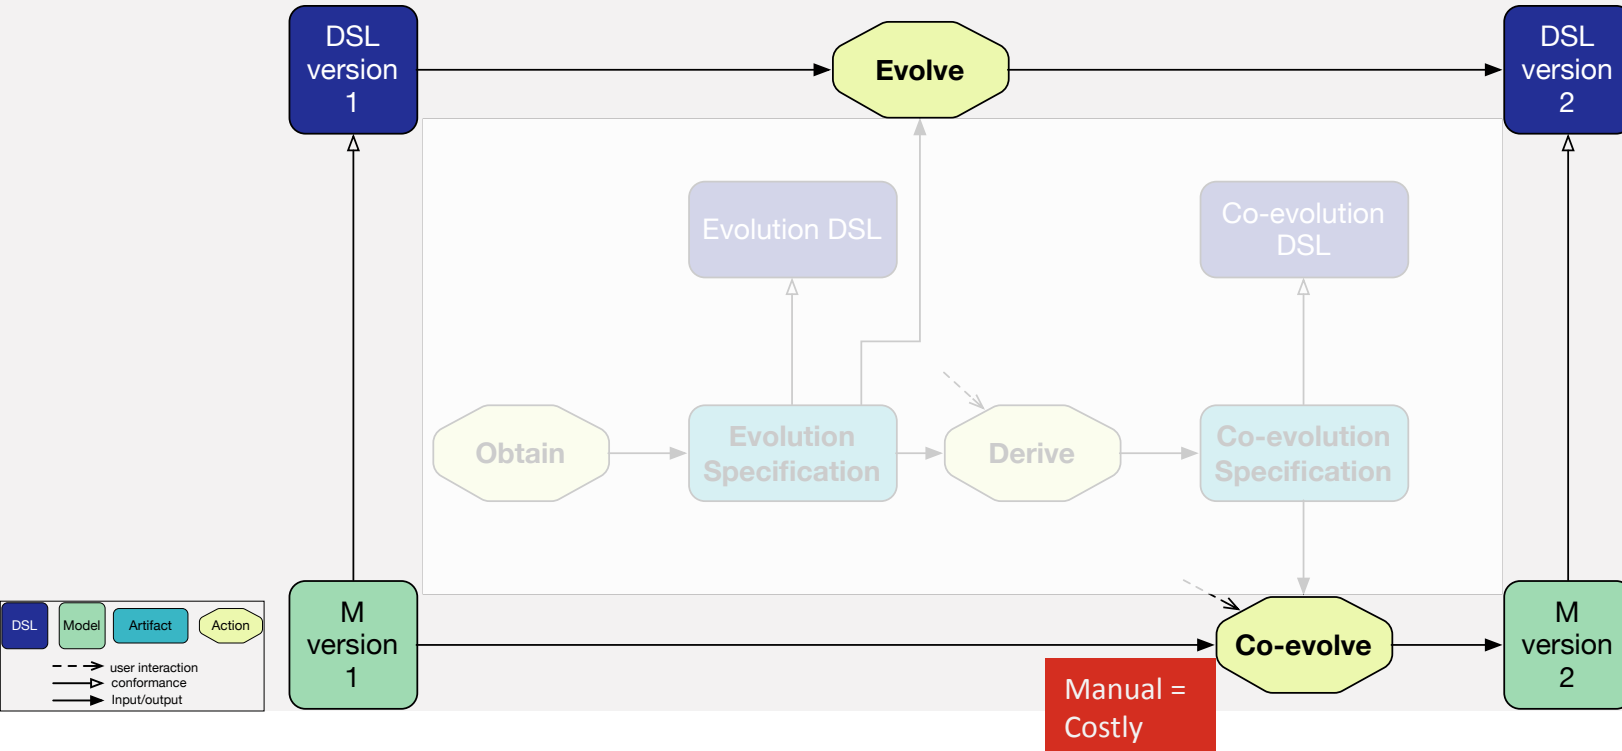 DSL
version
1
Evolve
DSL
version
2
Evolution DSL
Co-evolution
DSL
Obtain
Evolution
Specification
Derive
Co-evolution
Specification
M
version
1
Co-evolve
M
version
2
Manual =
Costly
DSL
Model
Artifact
Action
user interaction
conformance
Input/output